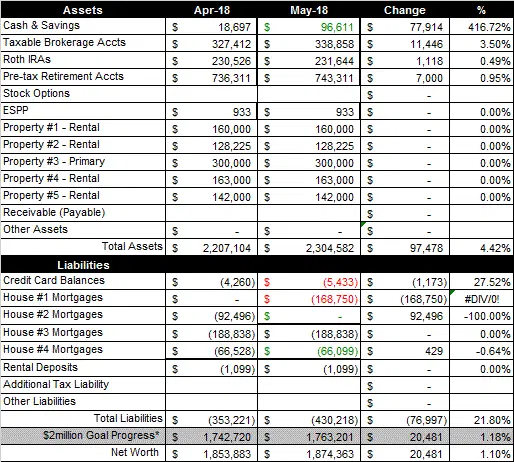 Assets Apr-18 May-18 Change %
Cash & Savings $ 18,697 $ 96,611 $ 77,914 416.72%
Taxable Brokerage Accts $ 327,412 $ 338,858 $ 11,446 3.50%
Roth IRAs $ 230,526 $ 231,644 $ 1,118 0.49%
Pre-tax Retirement Accts $ 736,311 $ 743,311 $ 7,000 0.95%
Stock Options $ -
ESPP $ 933 $ 933 $ - 0.00%
Property #1 - Rental $ 160,000 $ 160,000 $ - 0.00%
Property #2 - Rental $ 128,225 $ 128,225 $ - 0.00%
Property #3 - Primary $ 300,000 $ 300,000 $ - 0.00%
Property #4 - Rental $ 163,000 $ 163,000 $ - 0.00%
Property #5 - Rental $ 142,000 $ 142,000 $ - 0.00%
Receivable (Payable) $ -
Other Assets $ - $ - $ -
Total Assets $ 2,207,104 $ 2,304,582 $ 97,478 4.42%
Liabilities
Credit Card Balances $ (4,260) $ (5,433) $ (1,173) 27.52%
House #1 Mortgages $ - $ (168,750) $ (168,750) #DIV/0!
House #2 Mortgages $ (92,496) $ - $ 92,496 -100.00%
House #3 Mortgages $ (188,838) $ (188,838) $ - 0.00%
House #4 Mortgages $ (66,528) $ (66,099) $ 429 -0.64%
Rental Deposits $ (1,099) $ (1,099) $ - 0.00%
Additional Tax Liability $ -
Other Liabilities $ -
Total Liabilities $ (353,221) $ (430,218) $ (76,997) 21.80%
$2million Goal Progress* $ 1,742,720 $ 1,763,201 $ 20,481 1.18%
Net Worth $ 1,853,883 $ 1,874,363 $ 20,481 1.10%